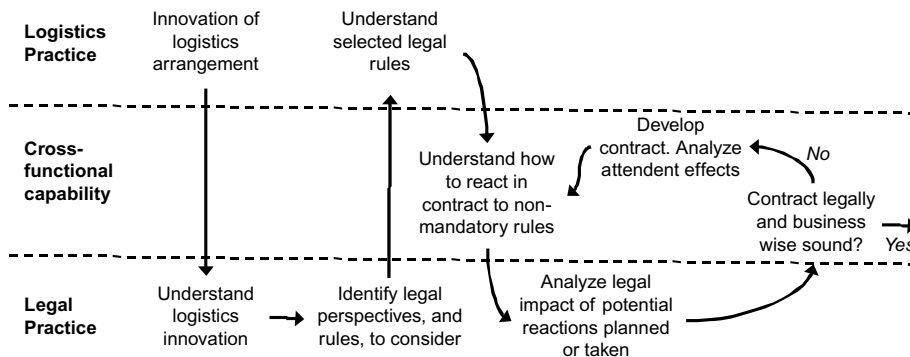 Logistics
Practice
Innovation of
logistics
arrangement
Understand
selected legal
rules
Cross-
functional
capability
Understand how
to react in
contract to non-
mandatory rules
Develop
contract. Analyze
attendent effects
No
Contract legally
and business
wise sound?
Yes
Legal
Practice
Understand
logistics
innovation
Identify legal
perspectives, and
rules, to consider
Analyze legal
impact of potential
reactions planned
or taken